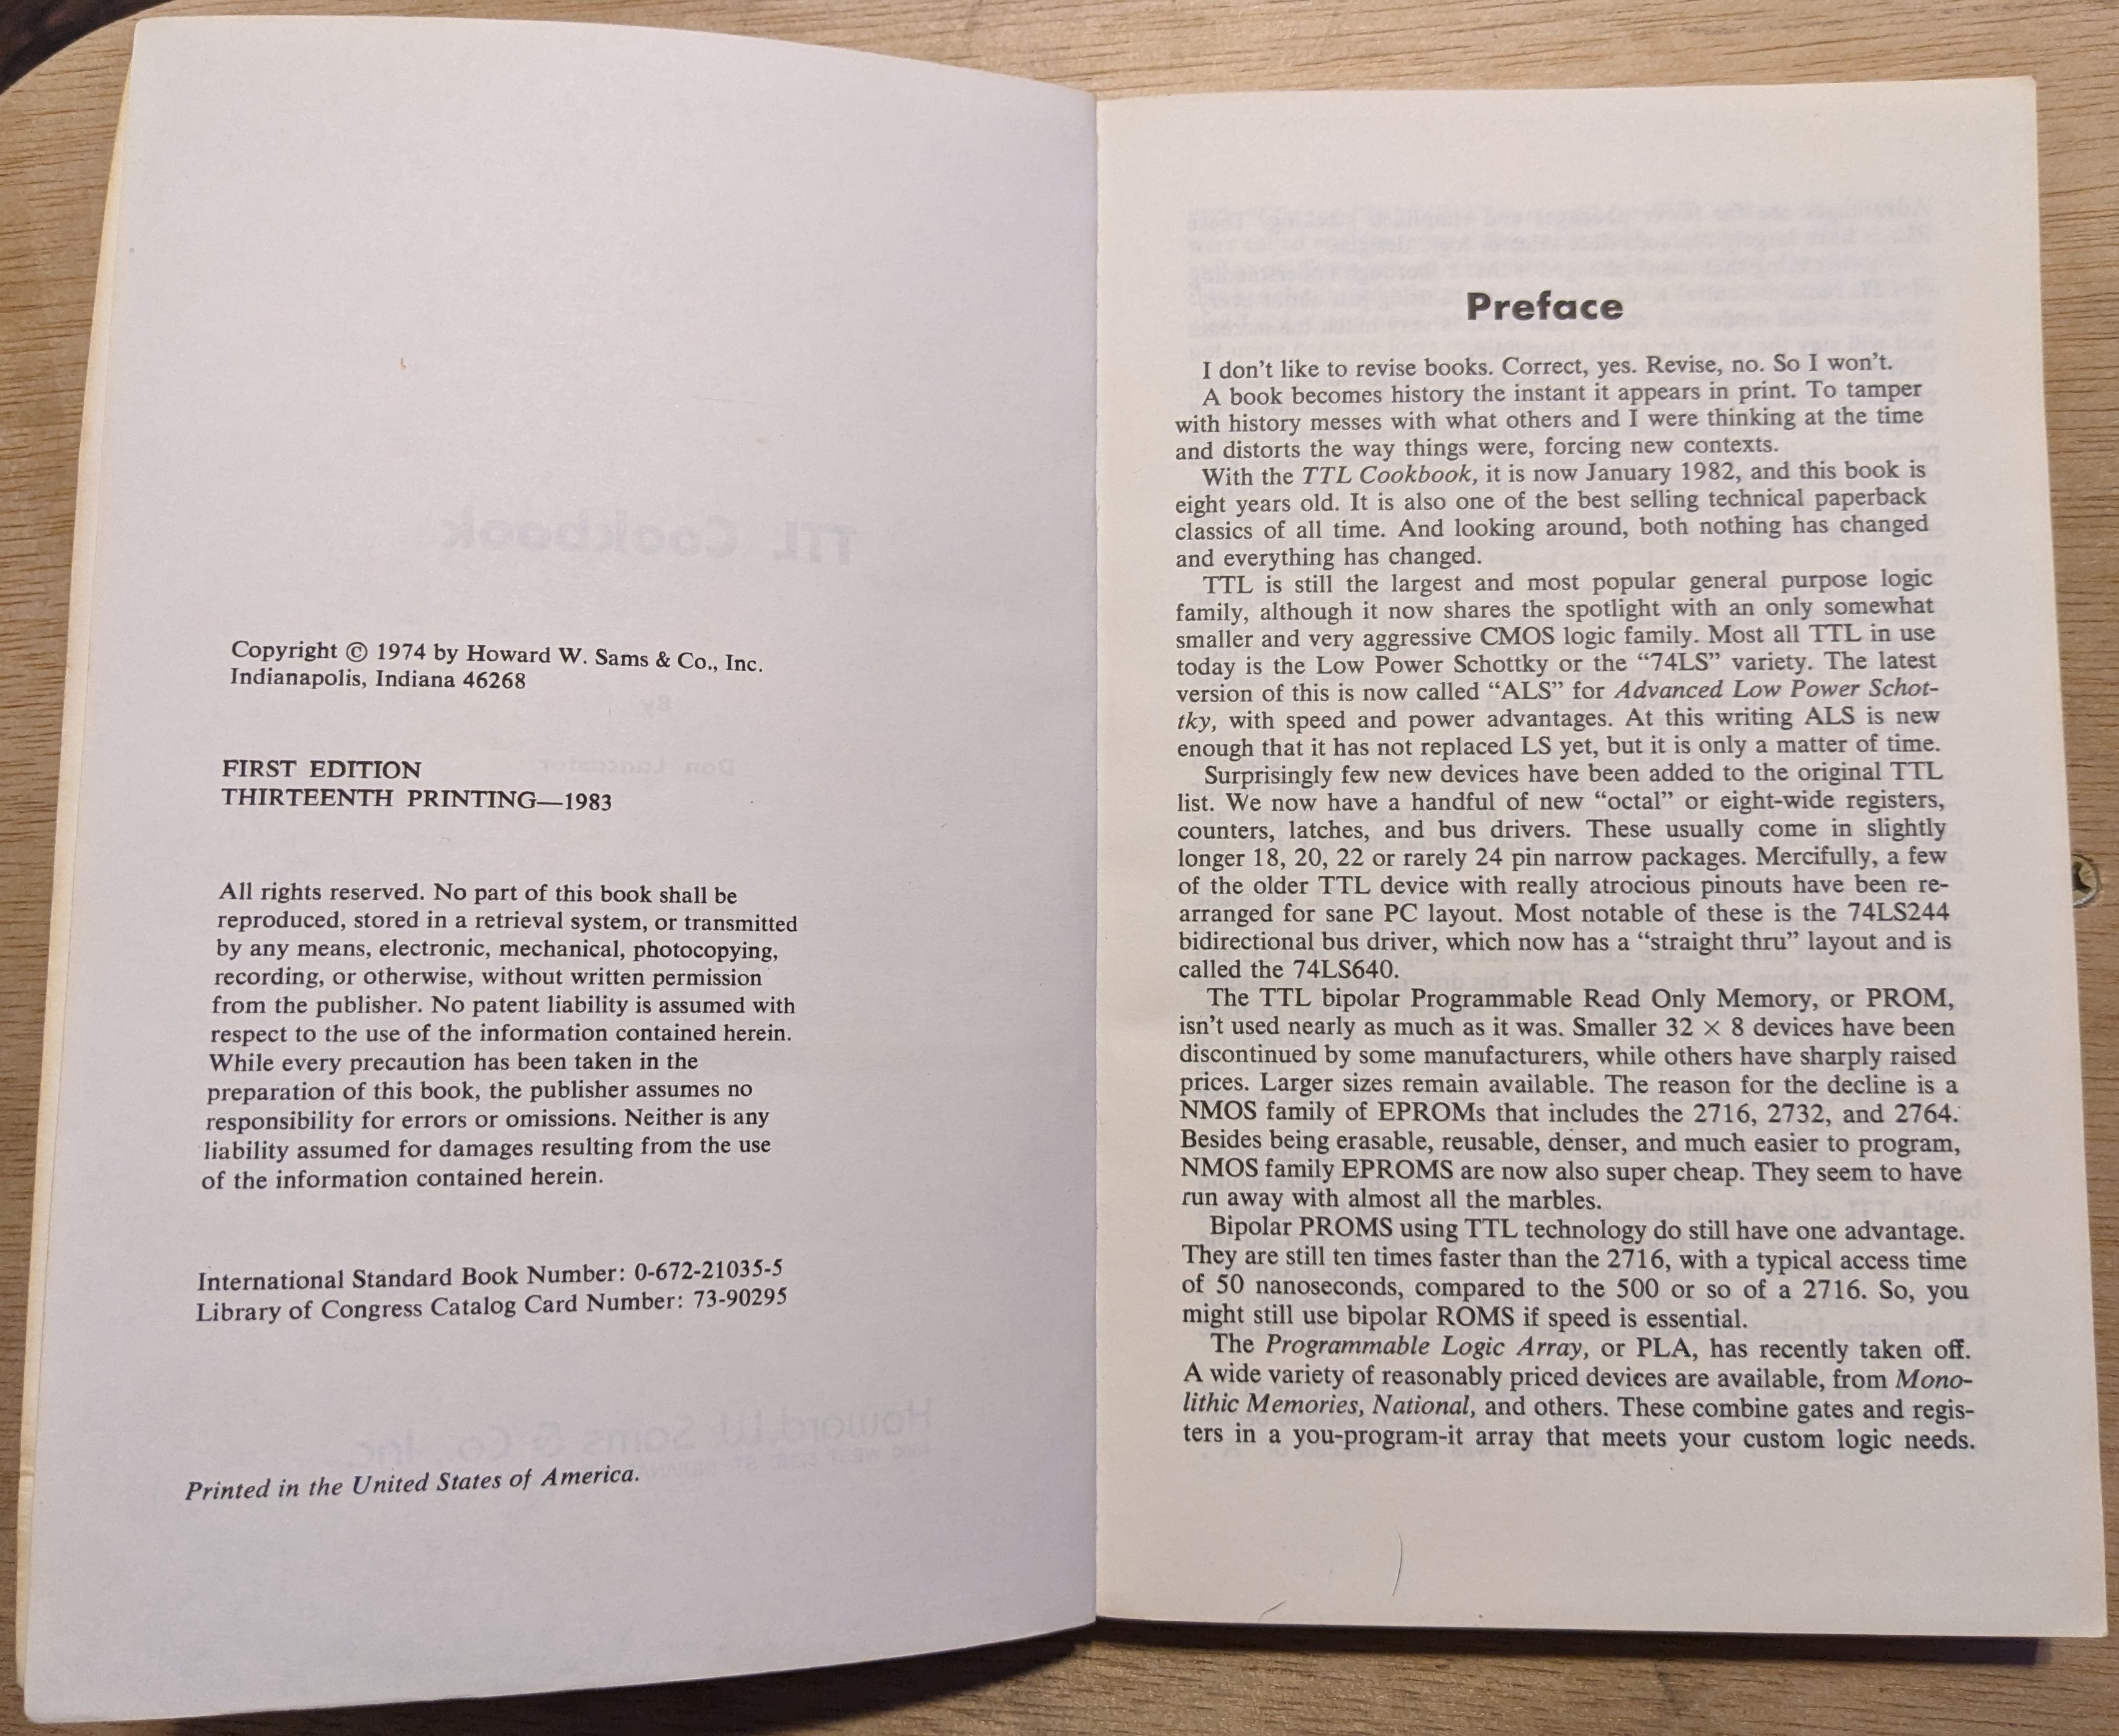 Copyright © 1974 by Howard W. Sams & Co., Inc.
Indianapolis, Indiana 46268
FIRST EDITION
THIRTEENTH PRINTING—1983
All rights reserved. No part of this book shall be
reproduced, stored in a retrieval system, or transmitted
by any means, electronic, mechanical, photocopying,
recording, or otherwise, without written permission
from the publisher. No patent liability is assumed with
respect to the use of the information contained herein.
While every precaution has been taken in the
preparation of this book, the publisher assumes no
responsibility for errors or omissions. Neither is any
liability assumed for damages resulting from the use
of the information contained herein.
International Standard Book Number: 0-672-21035-5
Library of Congress Catalog Card Number: 73-90295
Printed in the United States of America.
Preface
I don’t like to revise books. Correct, yes. Revise, no. So I won’t.
A book becomes history the instant it appears in print. To tamper
with history messes with what others and I were thinking at the time
and distorts the way things were, forcing new contexts.
With the TTL Cookbook, it is now January 1982, and this book is
eight years old. It is also one of the best selling technical paperback
classics of all time. And looking around, both nothing has changed
and everything has changed.
TTL is still the largest and most popular general purpose logic
family, although it now shares the spotlight with an only somewhat
smaller and very aggressive CMOS logic family. Most all TTL in use
today is the Low Power Schottky or the “74LS” variety. The latest
version of this is now called “ALS” for Advanced Low Power Schot-
tky, with speed and power advantages. At this writing ALS is new
enough that it has not replaced LS yet, but it is only a matter of time.
Surprisingly few new devices have been added to the original TTL
list. We now have a handful of new “octal” or eight-wide registers,
counters, latches, and bus drivers. These usually come in slightly
longer 18, 20, 22 or rarely 24 pin narrow packages. Mercifully, a few
of the older TTL device with really atrocious pinouts have been re-
arranged for sane PC layout. Most notable of these is the 74LS244
bidirectional bus driver, which now has a “straight thru” layout and is
called the 74LS640.
The TTL bipolar Programmable Read Only Memory, or PROM,
isn’t used nearly as much as it was. Smaller 32 × 8 devices have been
discontinued by some manufacturers, while others have sharply raised
prices. Larger sizes remain available. The reason for the decline is a
NMOS family of EPROMs that includes the 2716, 2732, and 2764.
Besides being erasable, reusable, denser, and much easier to program,
NMOS family EPROMS are now also super cheap. They seem to have
run away with almost all the marbles.
Bipolar PROMS using TTL technology do still have one advantage.
They are still ten times faster than the 2716, with a typical access time
of 50 nanoseconds, compared to the 500 or so of a 2716. So, you
might still use bipolar ROMS if speed is essential.
The Programmable Logic Array, or PLA, has recently taken off.
A wide variety of reasonably priced devices are available, from Mono-
lithic Memories, National, and others. These combine gates and regis-
ters in a you-program-it array that meets your custom logic needs.